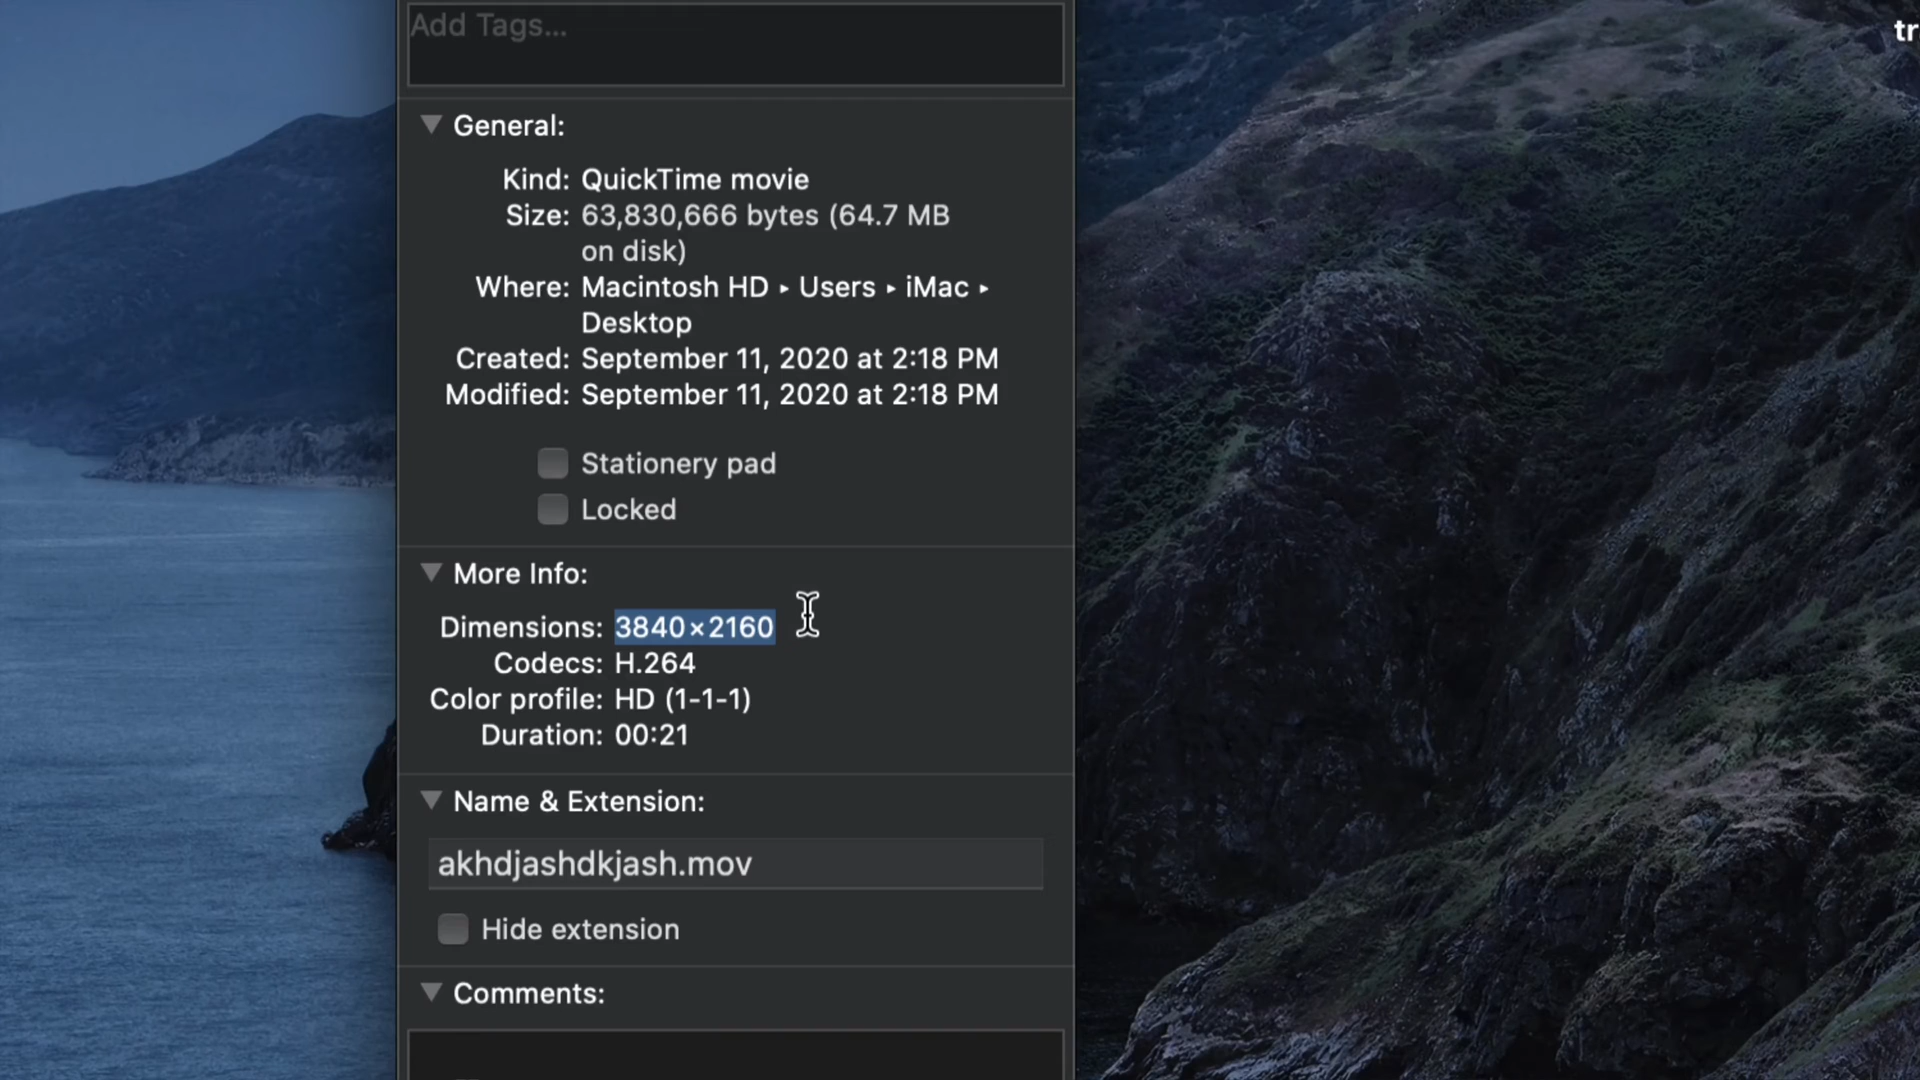 Add Tags...
tr
General:
Kind: QuickTime movie
Size: 63,830,666 bytes (64.7 MB
on disk)
Where: Macintosh HD ▸ Users ▸ iMac ▸
Desktop
Created: September 11, 2020 at 2:18 PM
Modified: September 11, 2020 at 2:18 PM
Stationery pad
Locked
More Info:
Dimensions: 3840×2160
Codecs: H.264
Color profile: HD (1-1-1)
Duration: 00:21
Name & Extension:
akhdjashdkjash.mov
Hide extension
Comments: